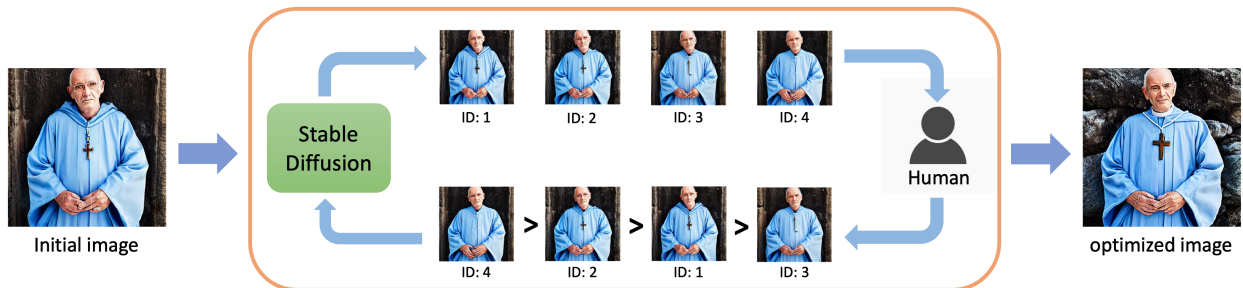 Initial image
Stable
Diffusion
ID: 1
ID: 2
ID: 3
ID: 4
Human
ID: 4
>
ID: 2
>
ID: 1
>
ID: 3
optimized image